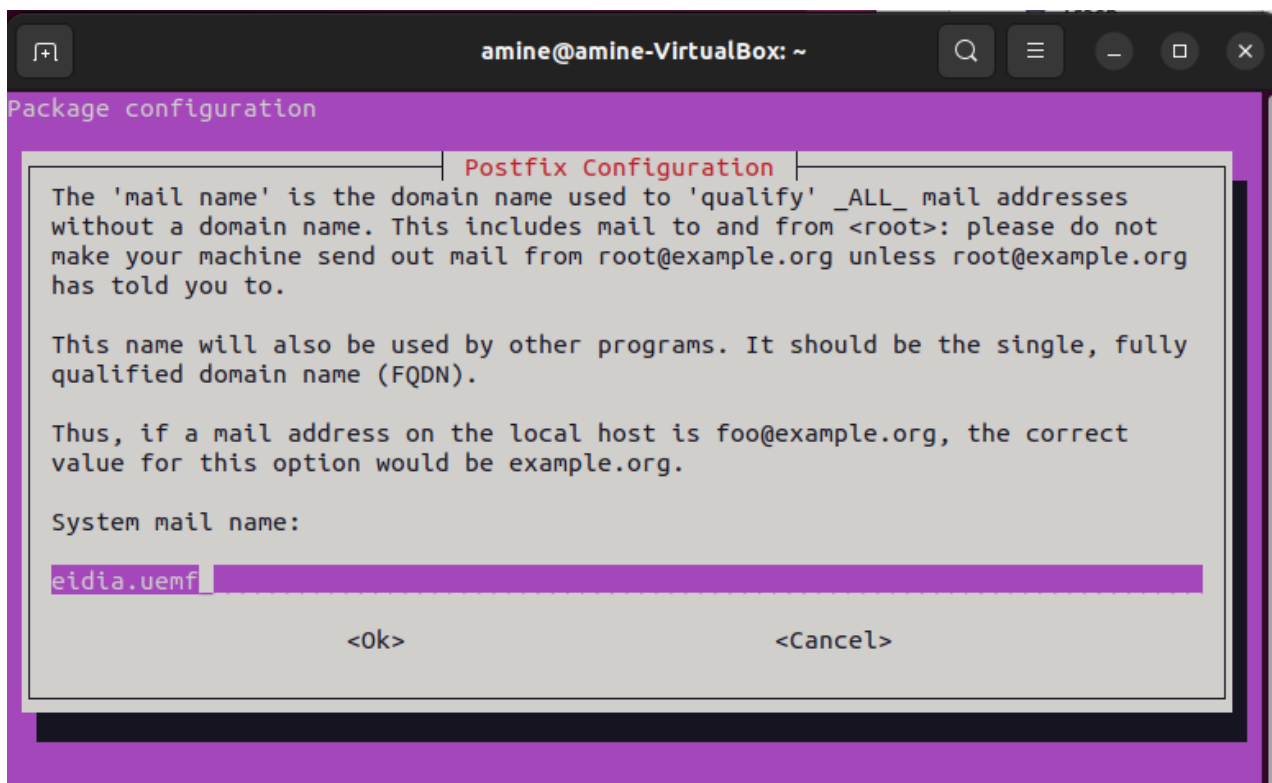 amine@amine-VirtualBox: ~
Package configuration
Postfix Configuration
The 'mail name' is the domain name used to 'qualify' _ALL_ mail addresses
without a domain name. This includes mail to and from <root>: please do not
make your machine send out mail from root@example.org unless root@example.org
has told you to.
This name will also be used by other programs. It should be the single, fully
qualified domain name (FQDN).
Thus, if a mail address on the local host is foo@example.org, the correct
value for this option would be example.org.
System mail name:
eidia.uemf
<Ok> <Cancel>